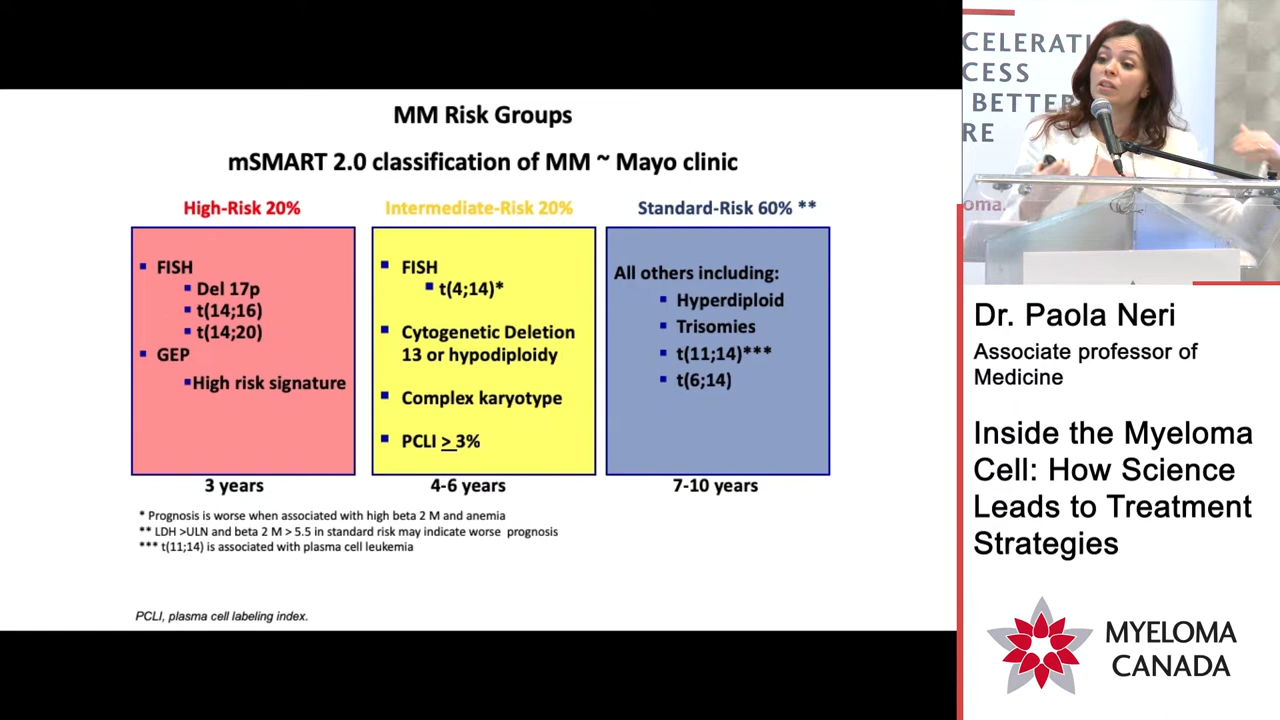 MM Risk Groups
mSMART 2.0 classification of MM ~ Mayo clinic
High-Risk 20%
FISH
Del 17p
t(14;16)
t(14;20)
GEP
High risk signature
3 years
Intermediate-Risk 20%
FISH
t(4;14)*
Cytogenetic Deletion
13 or hypodiploidy
Complex karyotype
PCLI ≥ 3%
4-6 years
Standard-Risk 60% **
All others including:
Hyperdiploid
Trisomies
t(11;14)***
t(6;14)
7-10 years
* Prognosis is worse when associated with high beta 2 M and anemia
** LDH >ULN and beta 2 M > 5.5 in standard risk may indicate worse prognosis
*** t(11;14) is associated with plasma cell leukemia
PCLI, plasma cell labeling index.
CELERATI
CESS
BETTER
RE
oma.
Dr. Paola Neri
Associate professor of
Medicine
Inside the Myeloma
Cell: How Science
Leads to Treatment
Strategies
MYELOMA
CANADA